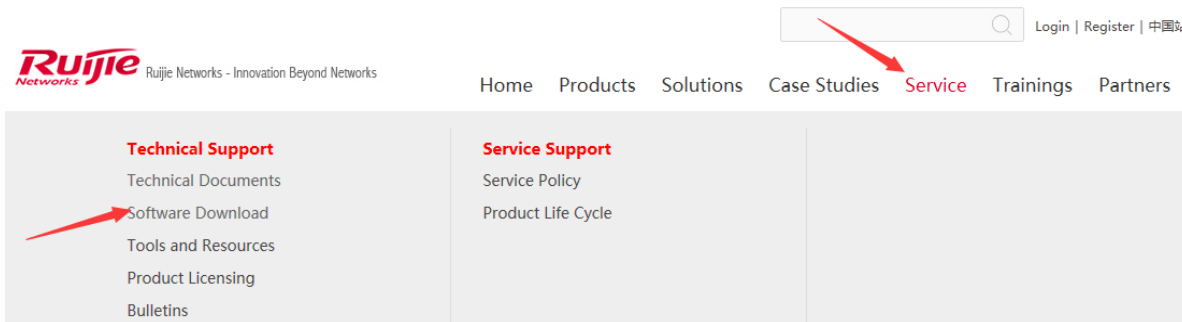 Login | Register | 中国
Ruijie
Networks
Ruijie Networks - Innovation Beyond Networks
Home Products Solutions Case Studies Service Trainings Partners
Technical Support
Technical Documents
Software Download
Tools and Resources
Product Licensing
Bulletins
Service Support
Service Policy
Product Life Cycle